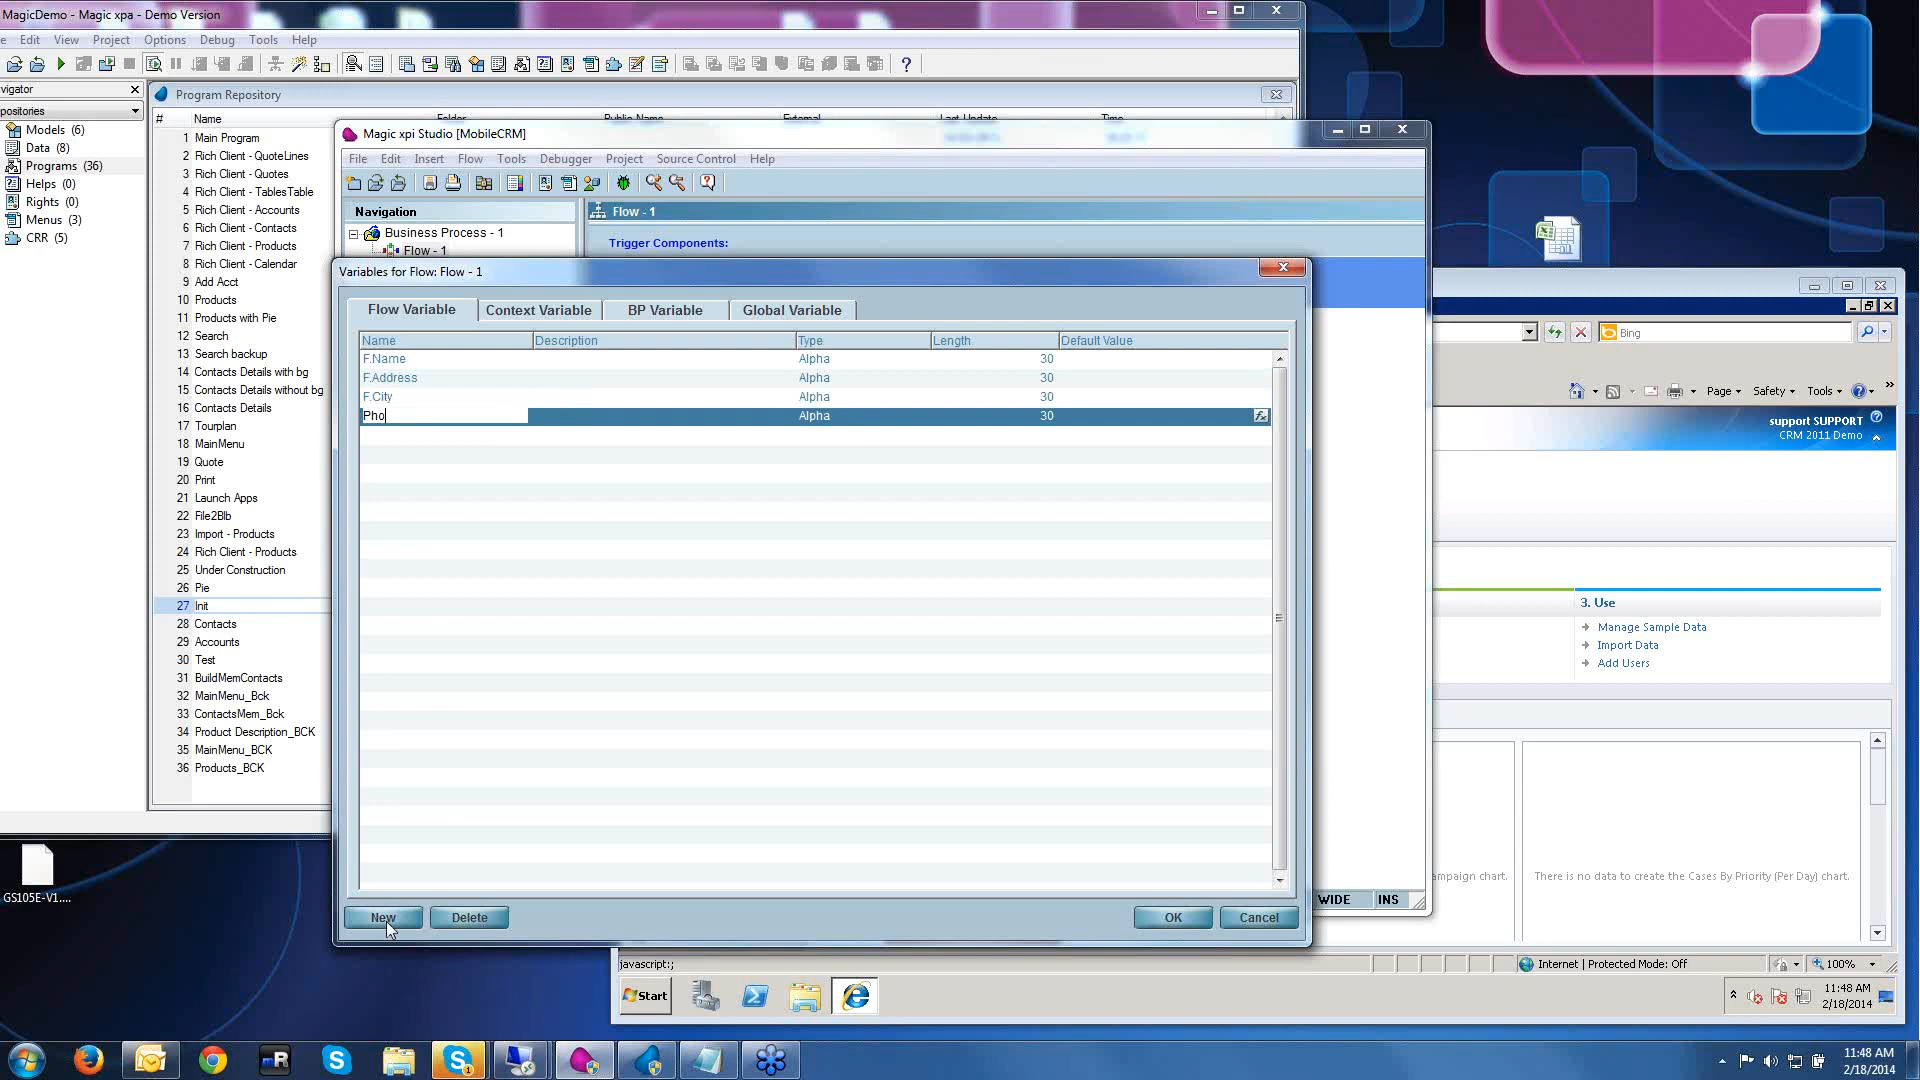 MagicDemo - Magic xpa - Demo Version
e Edit View Project Options Debug Tools Help
vigator
Program Repository
positories
Models (6)
Data (8)
Programs (36)
Helps (0)
Rights (0)
Menus (3)
CRR (5)
# Name Folder Public Name External Last Update Time
1 Main Program
2 Rich Client - QuoteLines
3 Rich Client - Quotes
4 Rich Client - TablesTable
5 Rich Client - Accounts
6 Rich Client - Contacts
7 Rich Client - Products
8 Rich Client - Calendar
9 Add Acct
10 Products
11 Products with Pie
12 Search
13 Search backup
14 Contacts Details with bg
15 Contacts Details without bg
16 Contacts Details
17 Tourplan
18 MainMenu
19 Quote
20 Print
21 Launch Apps
22 File2Blb
23 Import - Products
24 Rich Client - Products
25 Under Construction
26 Pie
27 Init
28 Contacts
29 Accounts
30 Test
31 BuildMemContacts
32 MainMenu_Bck
33 ContactsMem_Bck
34 Product Description_BCK
35 MainMenu_BCK
36 Products_BCK
Magic xpi Studio [MobileCRM]
File Edit Insert Flow Tools Debugger Project Source Control Help
Navigation
Business Process - 1
Flow - 1
Flow - 1
Trigger Components:
Variables for Flow: Flow - 1
Flow Variable Context Variable BP Variable Global Variable
Name Description Type Length Default Value
F.Name Alpha 30
F.Address Alpha 30
F.City Alpha 30
Pho Alpha 30
New Delete OK Cancel
WIDE INS
Bing
Page Safety Tools
support SUPPORT
CRM 2011 Demo
3. Use
Manage Sample Data
Import Data
Add Users
ampaign chart.
There is no data to create the Cases By Priority (Per Day) chart.
javascript:;
Internet | Protected Mode: Off
100%
Start
11:48 AM
2/18/2014
GS105E-V1....
11:48 AM
2/18/2014